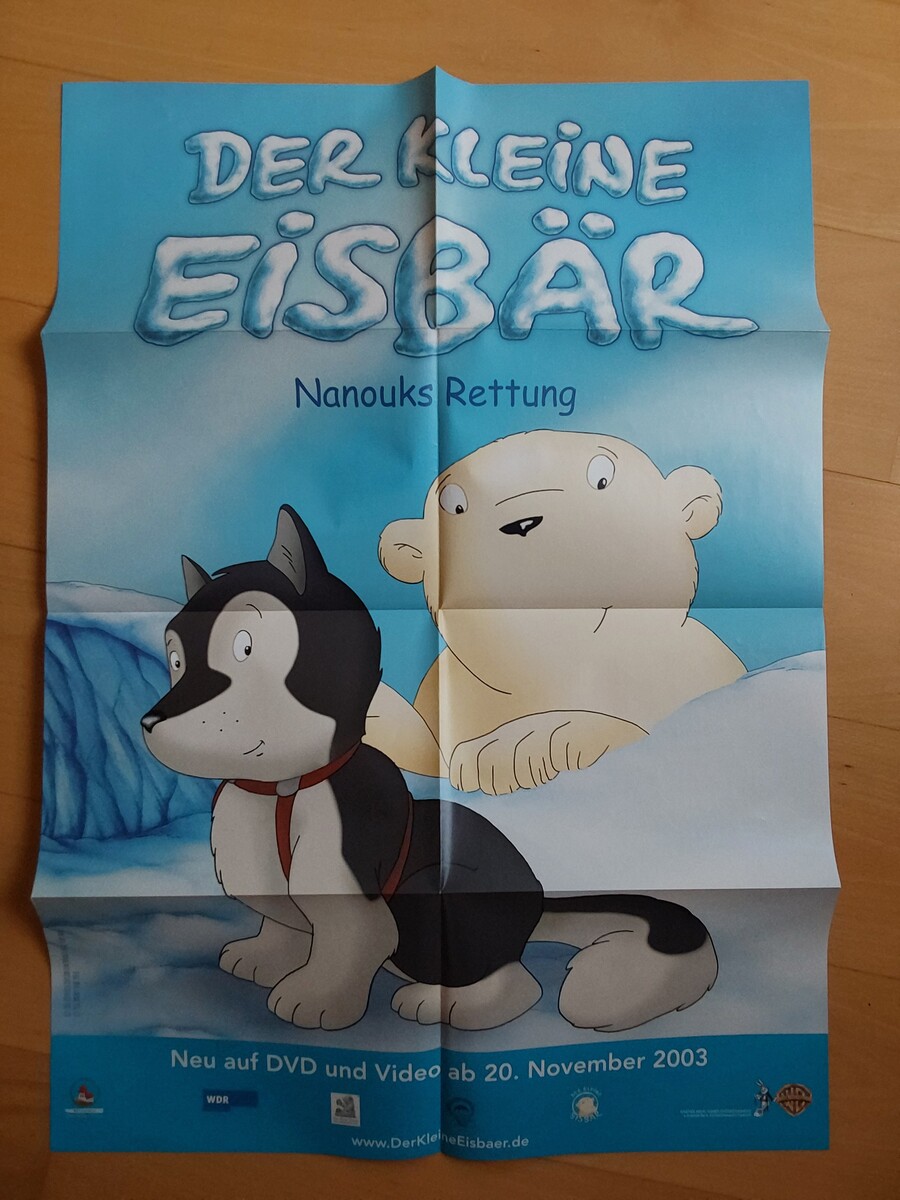 DER KLEINE
EISBÄR
Nanouks Rettung
Neu auf DVD und Video ab 20. November 2003
WDR
www.DerKleineEisbaer.de